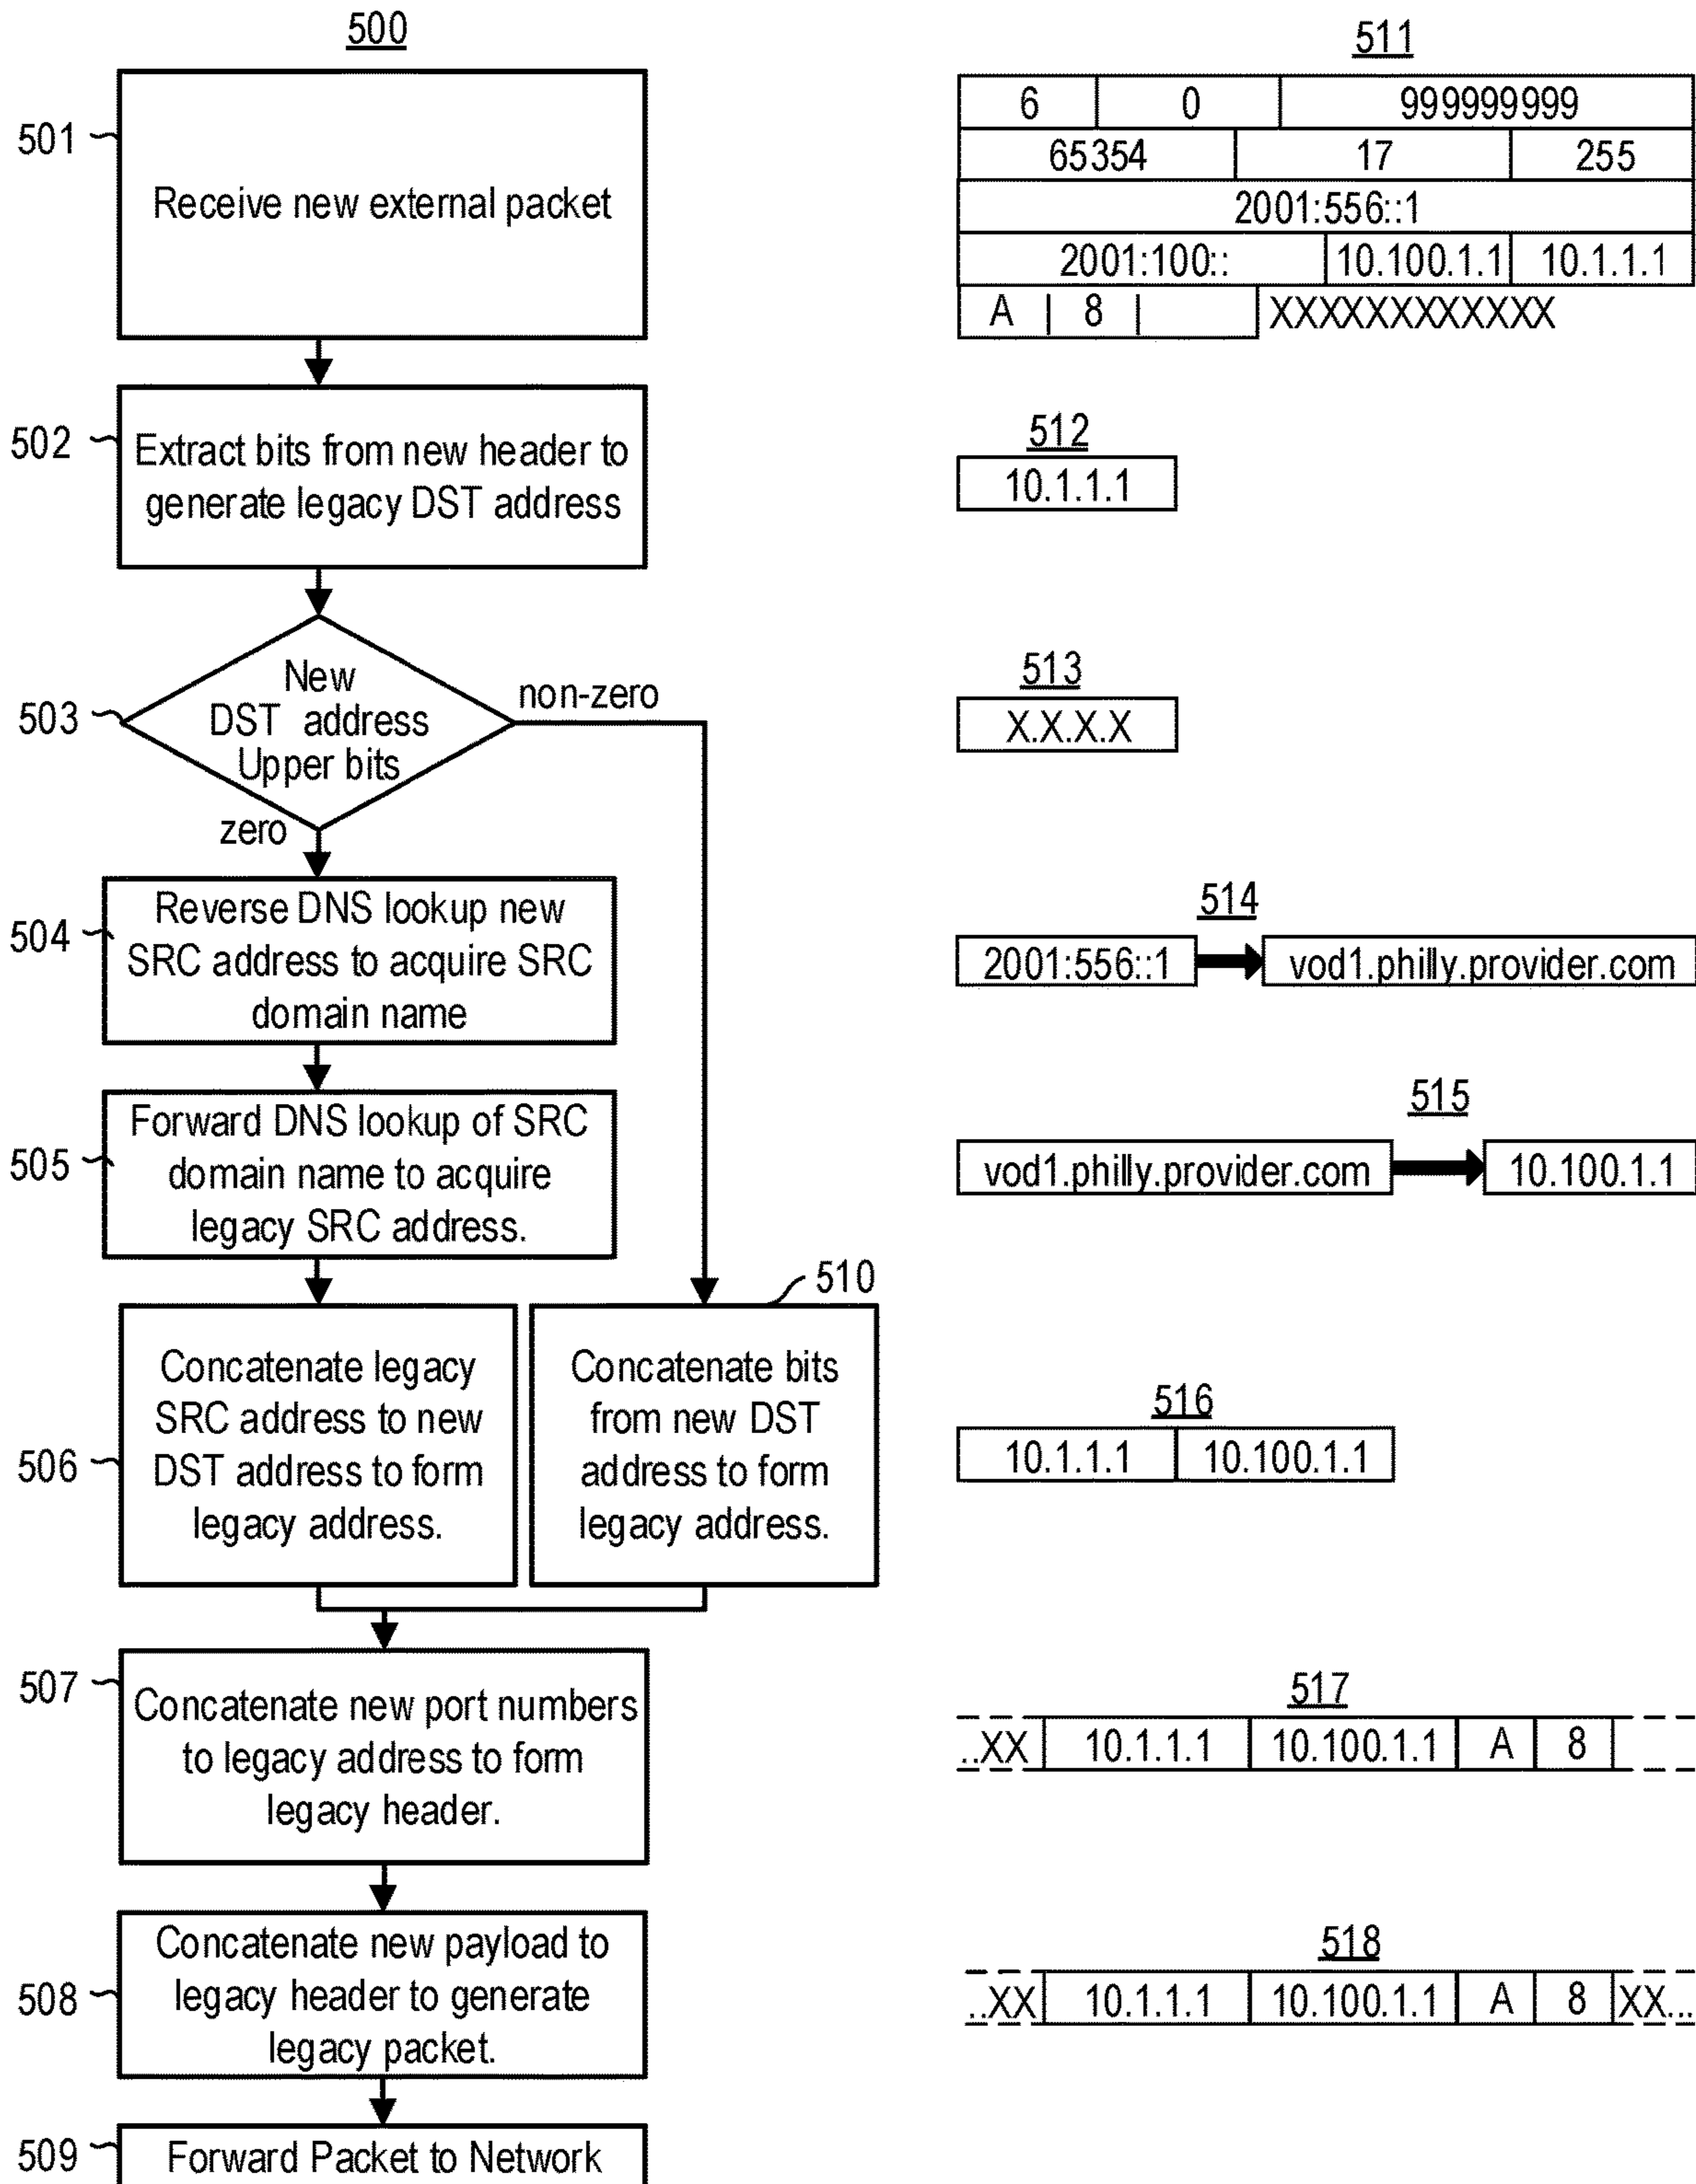 500
501
Receive new external packet
502
Extract bits from new header to
generate legacy DST address
503
New
DST address
Upper bits
non-zero
zero
504
Reverse DNS lookup new
SRC address to acquire SRC
domain name
505
Forward DNS lookup of SRC
domain name to acquire
legacy SRC address.
506
Concatenate legacy
SRC address to new
DST address to form
legacy address.
510
Concatenate bits
from new DST
address to form
legacy address.
507
Concatenate new port numbers
to legacy address to form
legacy header.
508
Concatenate new payload to
legacy header to generate
legacy packet.
509
Forward Packet to Network
511
6 0 999999999
65354 17 255
2001:556::1
2001:100:: 10.100.1.1 10.1.1.1
A 8 XXXXXXXXXXXX
512
10.1.1.1
513
X.X.X.X
514
2001:556::1 vod1.philly.provider.com
515
vod1.philly.provider.com 10.100.1.1
516
10.1.1.1 10.100.1.1
517
..XX 10.1.1.1 10.100.1.1 A 8
518
..XX 10.1.1.1 10.100.1.1 A 8 XX...